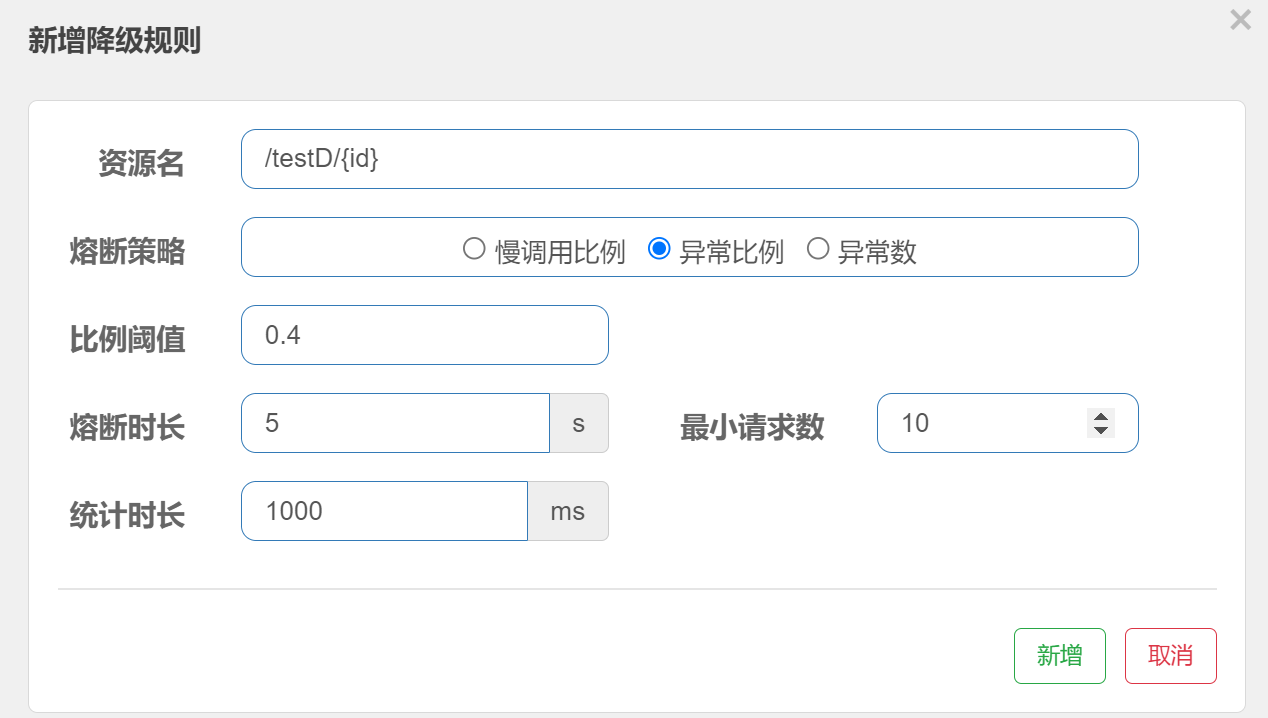 新增降级规则
资源名 /testD/{id}
熔断策略 慢调用比例 异常比例 异常数
比例阈值 0.4
熔断时长 5 s 最小请求数 10
统计时长 1000 ms
新增 取消